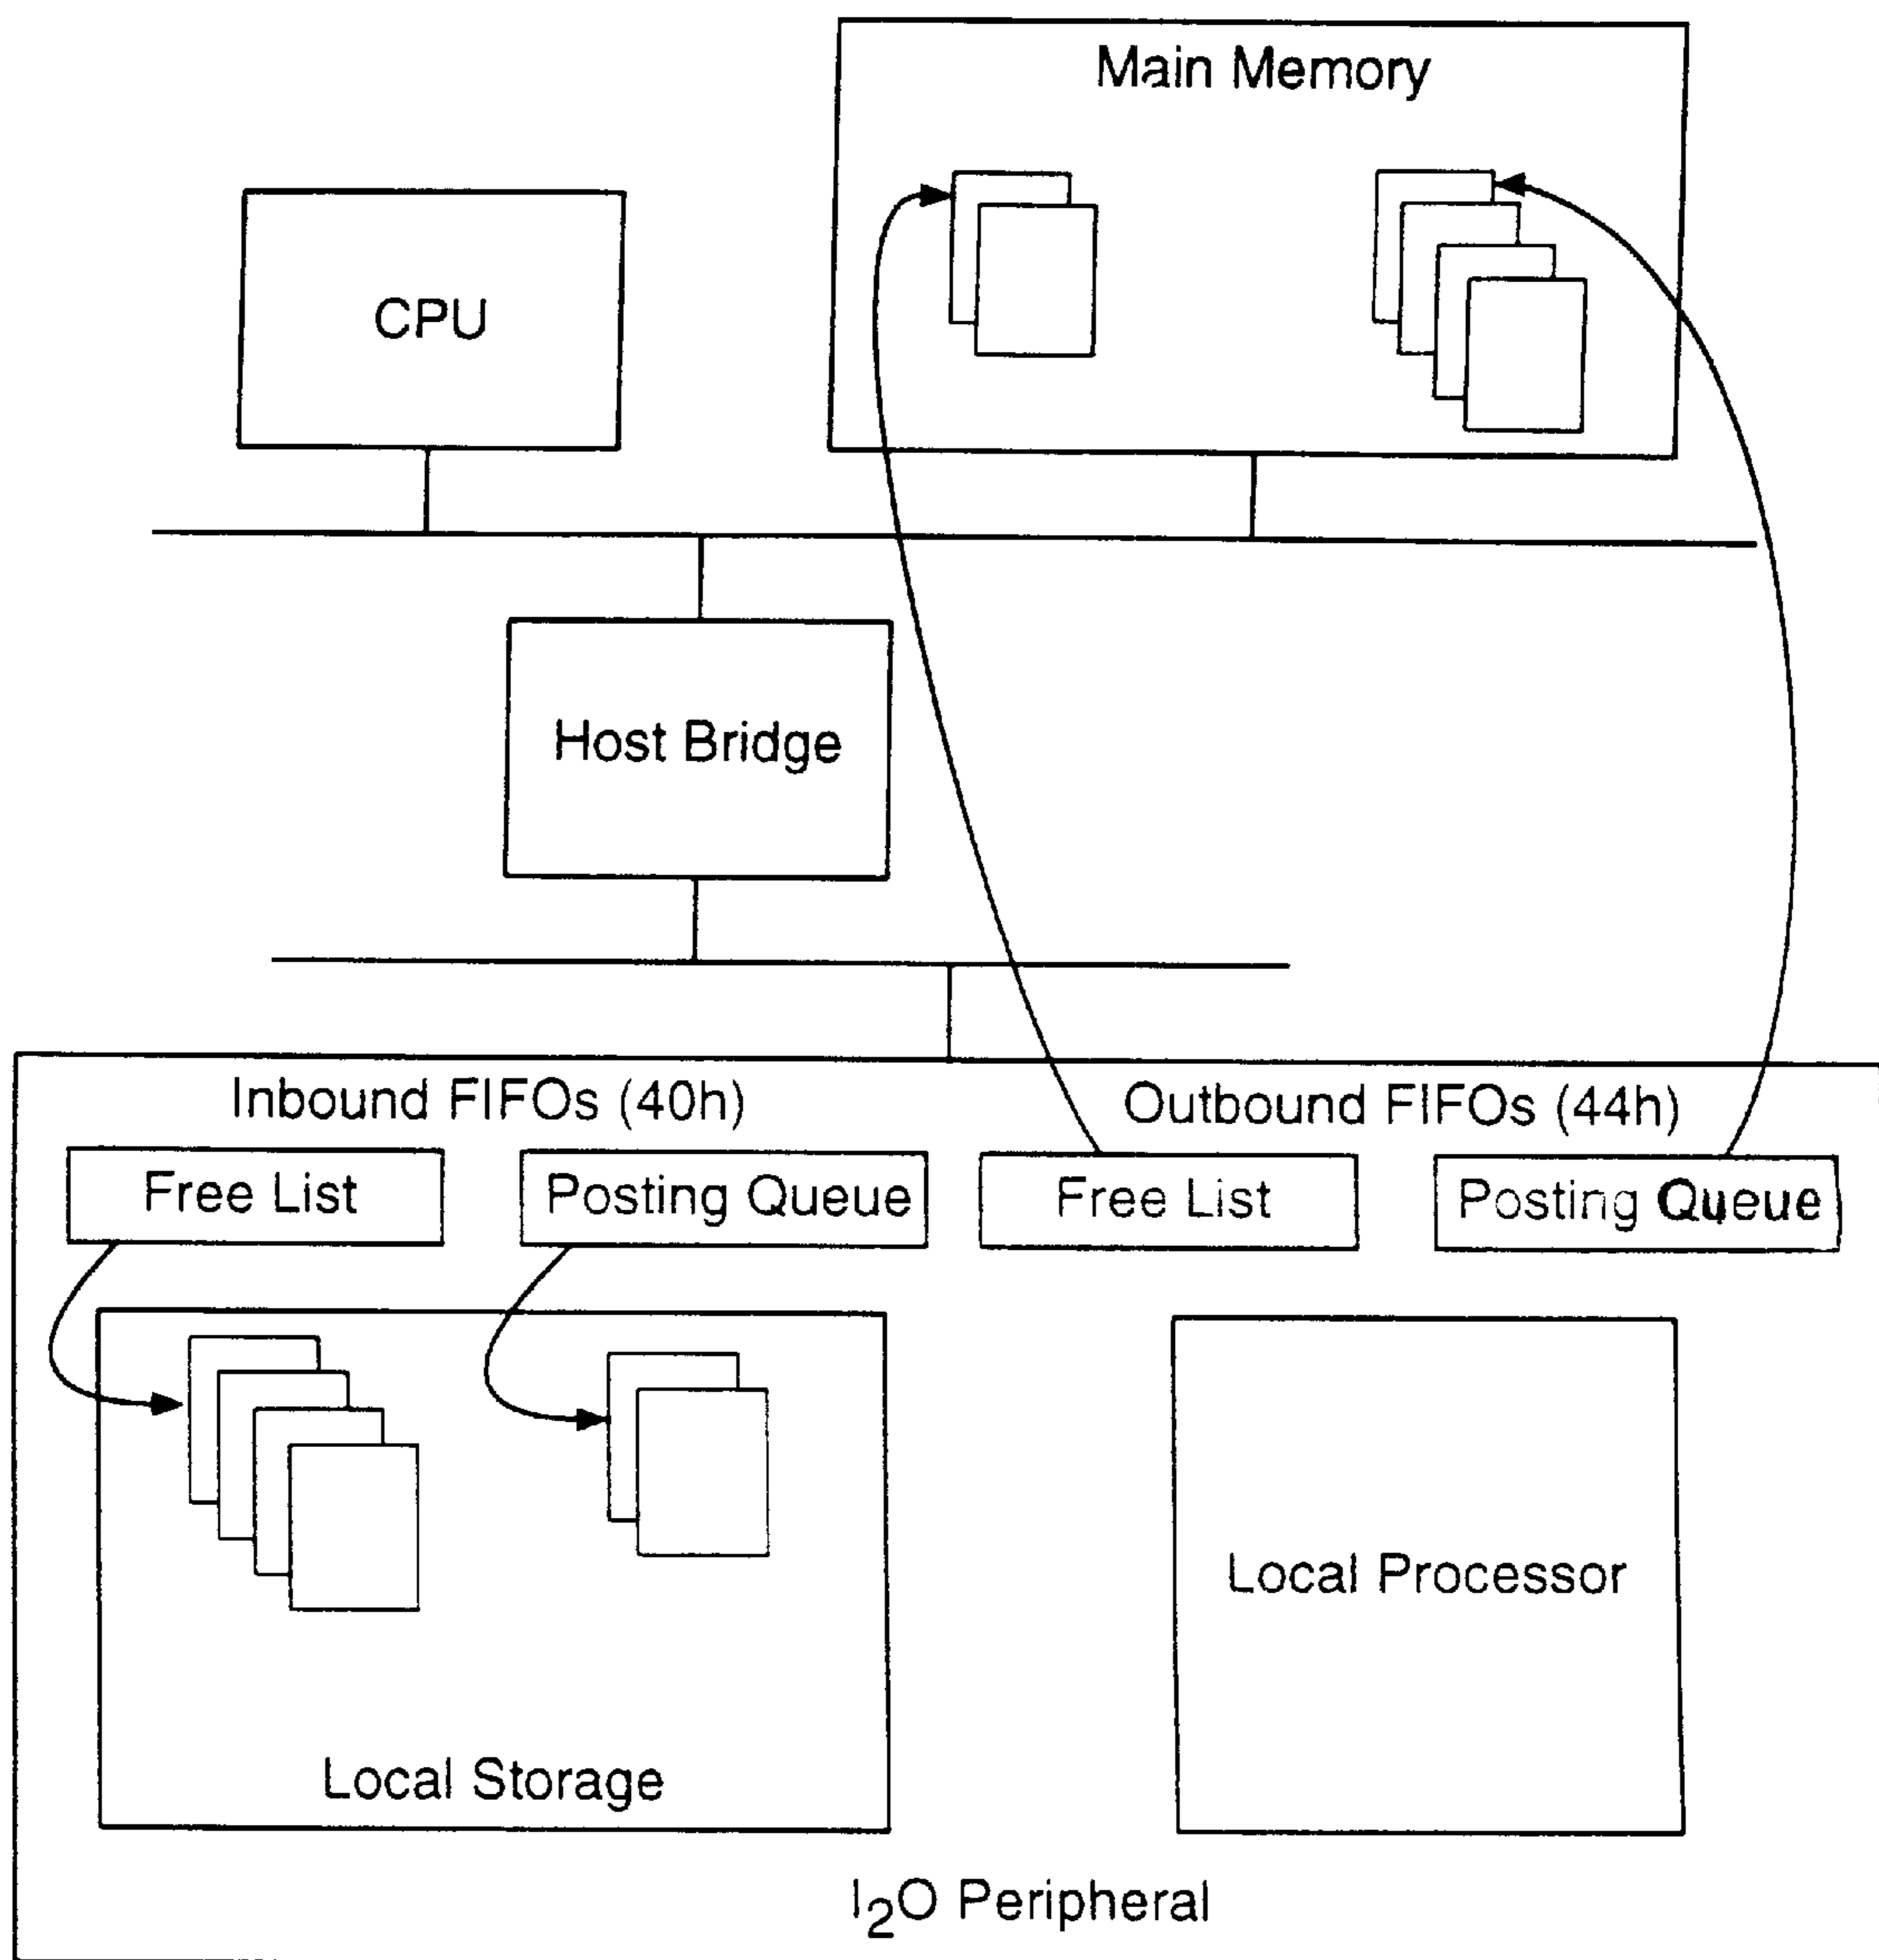 Main Memory
CPU
Host Bridge
Inbound FIFOs (40h)
Outbound FIFOs (44h)
Free List
Posting Queue
Free List
Posting Queue
Local Processor
Local Storage
I₂O Peripheral